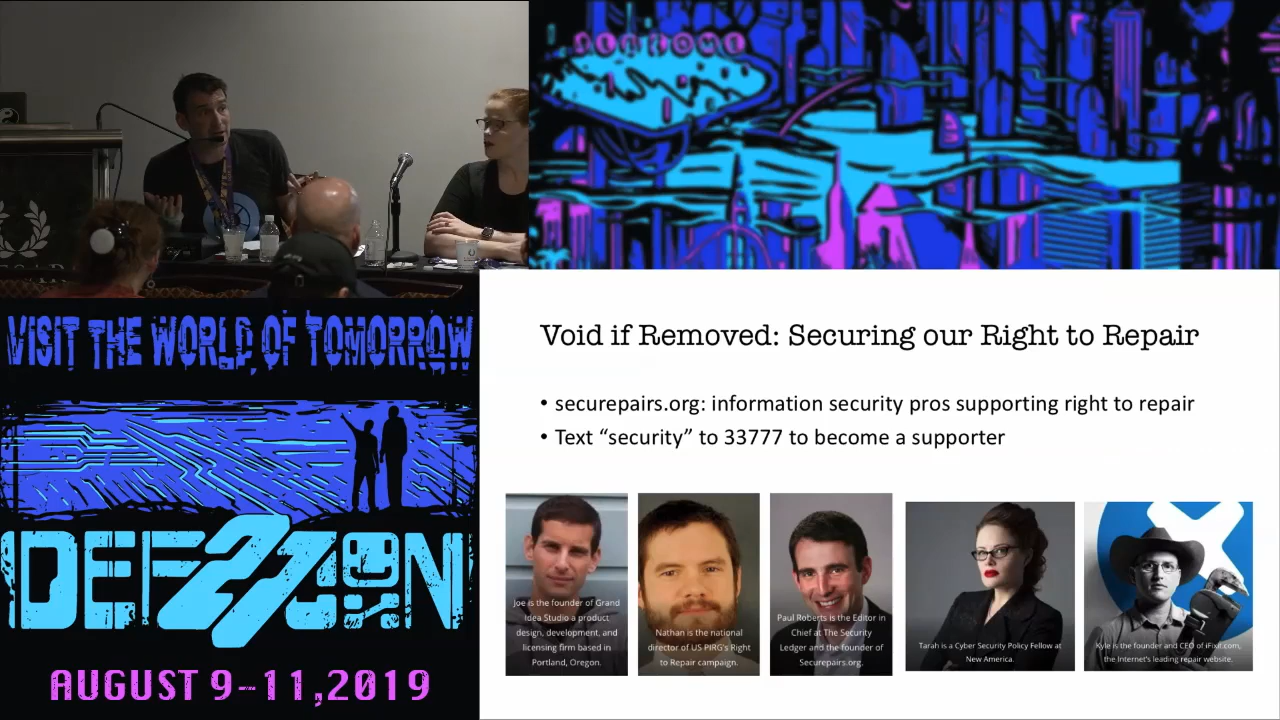 WELCOME
VISIT THE WORLD OF TOMORROW
DEF CON
27
AUGUST 9-11,2019
Void if Removed: Securing our Right to Repair
• securepairs.org: information security pros supporting right to repair
• Text “security” to 33777 to become a supporter
Joe is the founder of Grand
Idea Studio a product
design, development, and
licensing firm based in
Portland, Oregon.
Nathan is the national
director of US PIRG's Right
to Repair campaign.
Paul Roberts is the Editor in
Chief at The Security
Ledger and the founder of
Securepairs.org.
Tarah is a Cyber Security Policy Fellow at
New America.
Kyle is the founder and CEO of iFixit.com,
the Internet's leading repair website.